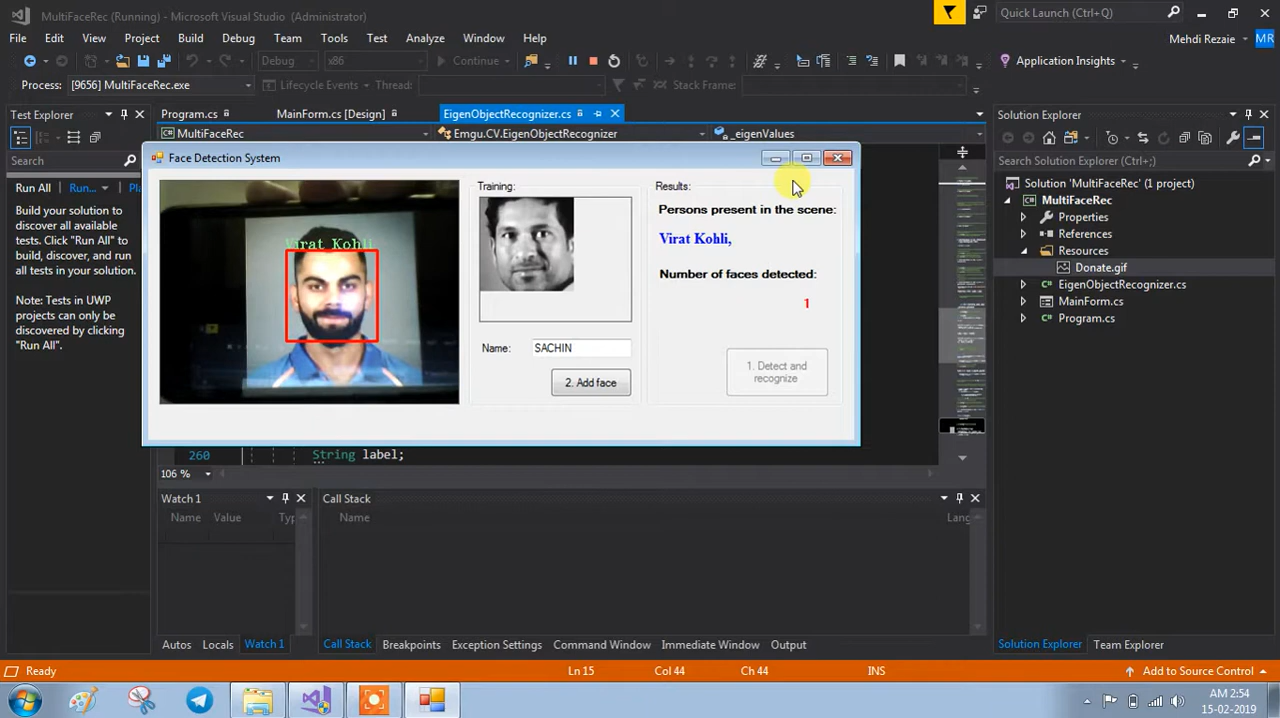 MultiFaceRec (Running) - Microsoft Visual Studio (Administrator)
Quick Launch (Ctrl+Q)
File Edit View Project Build Debug Team Tools Test Analyze Window Help
Mehdi Rezaie MR
Debug x86 Continue
Application Insights
Process: [9656] MultiFaceRec.exe Lifecycle Events Thread: Stack Frame:
Test Explorer
Program.cs MainForm.cs [Design] EigenObjectRecognizer.cs
Solution Explorer
MultiFaceRec Emgu.CV.EigenObjectRecognizer _eigenValues
Search
Search Solution Explorer (Ctrl+;)
Run All Run...
Build your solution to
discover all available
tests. Click "Run All" to
build, discover, and run
all tests in your solution.
Note: Tests in UWP
projects can only be
discovered by clicking
"Run All".
Face Detection System
Virat Kohli
Training:
Name: SACHIN
2. Add face
Results:
Persons present in the scene:
Virat Kohli,
Number of faces detected:
1
1. Detect and
recognize
Solution 'MultiFaceRec' (1 project)
MultiFaceRec
Properties
References
Resources
Donate.gif
EigenObjectRecognizer.cs
MainForm.cs
Program.cs
260 String label;
106 %
Watch 1
Name Value
Call Stack
Name Lang
Autos Locals Watch 1
Call Stack Breakpoints Exception Settings Command Window Immediate Window Output
Solution Explorer Team Explorer
Ready Ln 15 Col 44 Ch 44 INS Add to Source Control
AM 2:54
15-02-2019